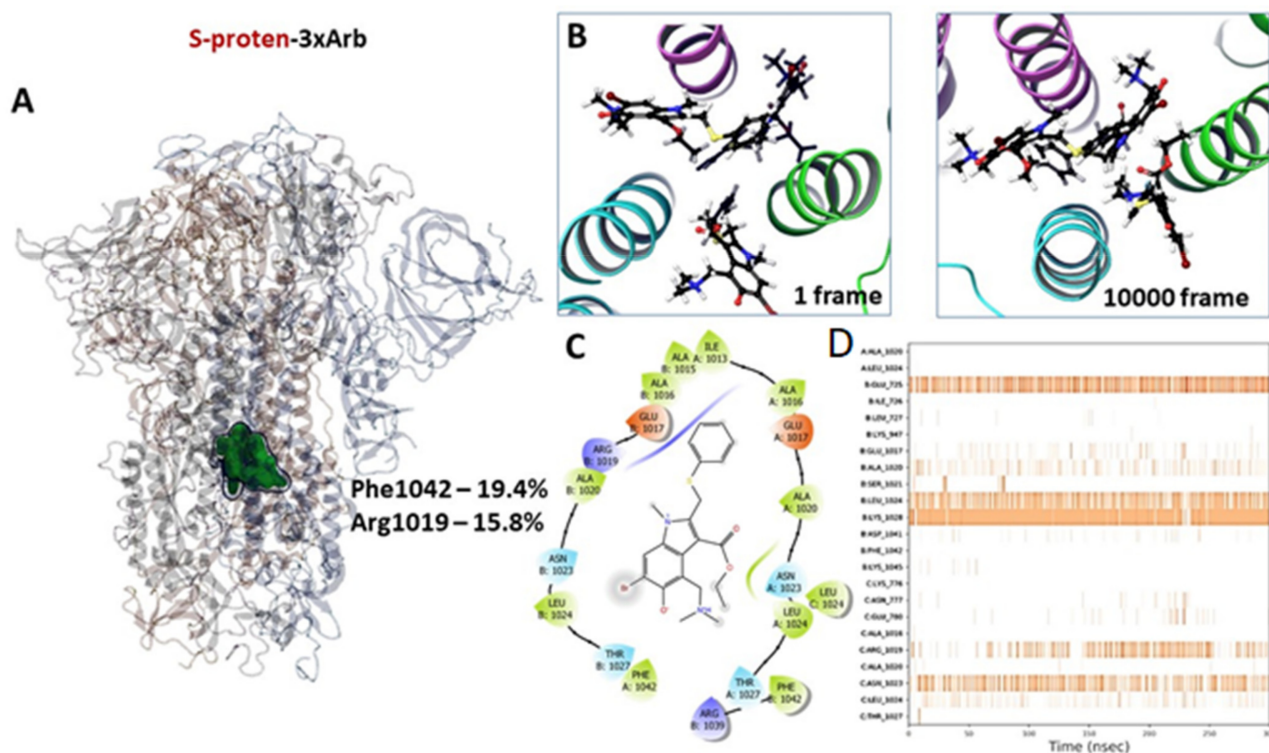 S-proten-3xArb
A
Phe1042 – 19.4%
Arg1019 – 15.8%
B
1 frame
10000 frame
C
ILE
A: 1013
ALA
B: 1015
ALA
B: 1016
GLU
B: 1017
ARG
B: 1019
ALA
B: 1020
ASN
B: 1023
LEU
B: 1024
THR
B: 1027
PHE
A: 1042
ALA
A: 1016
GLU
A: 1017
ALA
A: 1020
ASN
A: 1023
LEU
C: 1024
LEU
A: 1024
THR
A: 1027
PHE
B: 1042
ARG
B: 1039
S
N
O
O
Br
O⁻
NH⁺
D
A:ALA_1020
A:LEU_1024
B:GLU_725
B:ILE_726
B:LEU_727
B:LYS_947
B:GLU_1017
B:ALA_1020
B:SER_1021
B:LEU_1024
B:LYS_1028
B:ASP_1041
B:PHE_1042
B:LYS_1045
C:LYS_776
C:ASN_777
C:GLU_780
C:ALA_1016
C:ARG_1019
C:ALA_1020
C:ASN_1023
C:LEU_1024
C:THR_1027
0 50 100 150 200 250 30
Time (nsec)